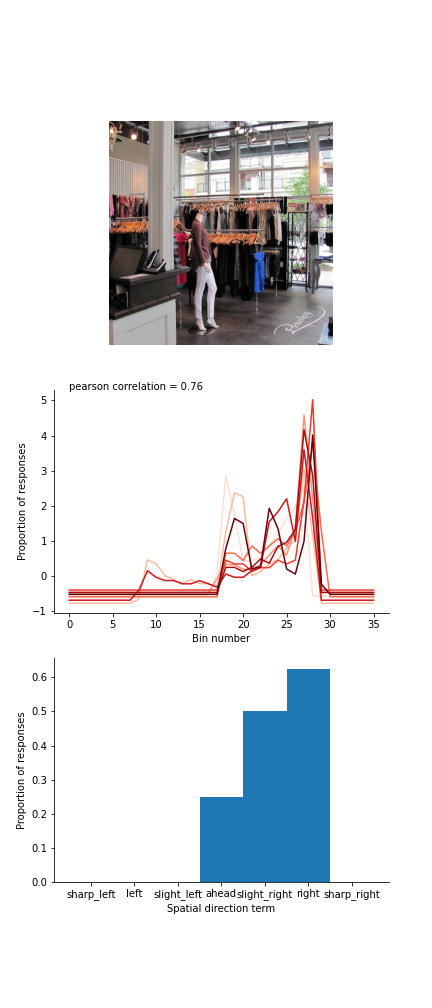 pearson correlation = 0.76
5
4
3
2
1
0
−1
Proportion of responses
0 5 10 15 20 25 30 35
Bin number
0.6
0.5
0.4
0.3
0.2
0.1
0.0
Proportion of responses
sharp_left left slight_left ahead slight_right right sharp_right
Spatial direction term